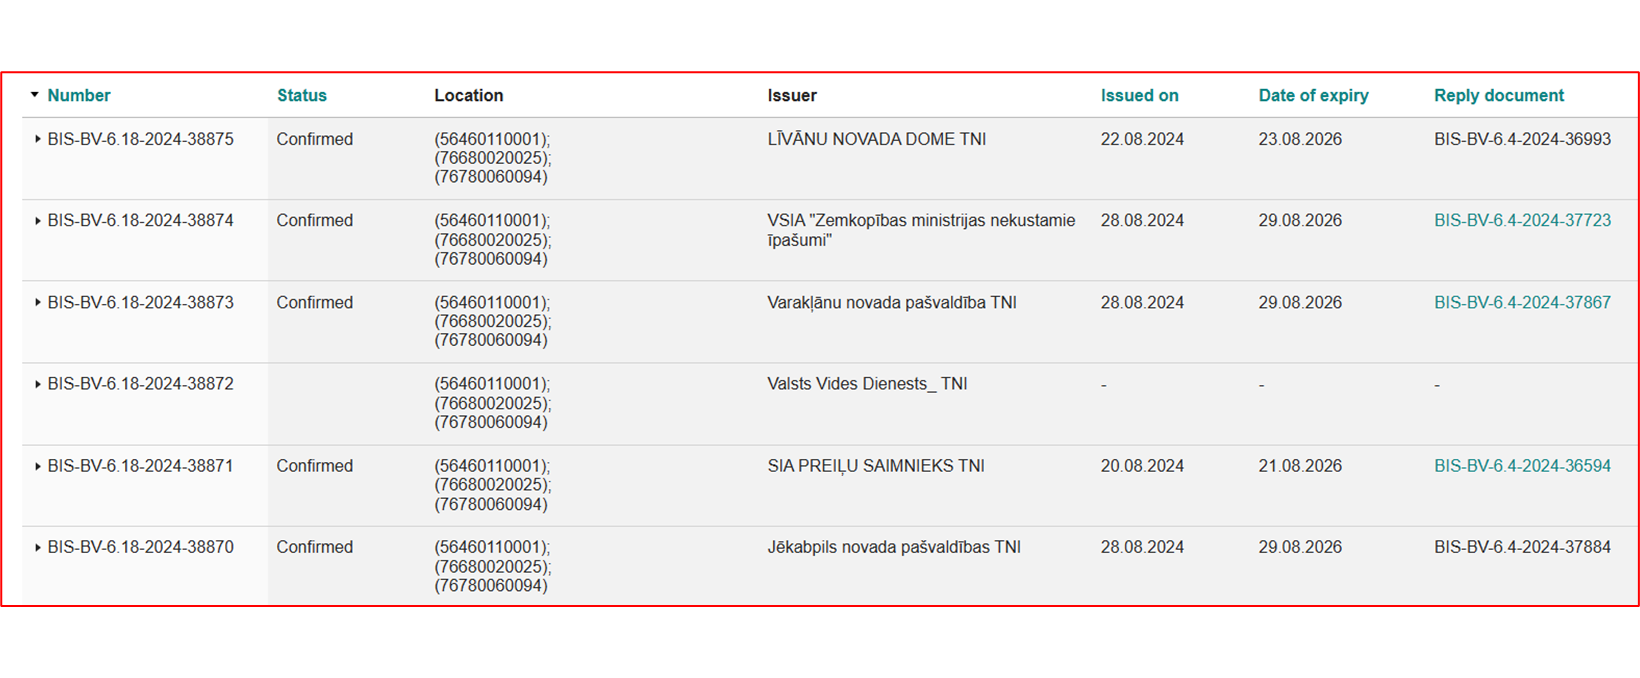 Number Status Location Issuer Issued on Date of expiry Reply document
BIS-BV-6.18-2024-38875 Confirmed (56460110001); LĪVĀNU NOVADA DOME TNI 22.08.2024 23.08.2026 BIS-BV-6.4-2024-36993
(76680020025);
(76780060094)
BIS-BV-6.18-2024-38874 Confirmed (56460110001); VSIA "Zemkopības ministrijas nekustamie 28.08.2024 29.08.2026 BIS-BV-6.4-2024-37723
(76680020025); īpašumi"
(76780060094)
BIS-BV-6.18-2024-38873 Confirmed (56460110001); Varakļānu novada pašvaldība TNI 28.08.2024 29.08.2026 BIS-BV-6.4-2024-37867
(76680020025);
(76780060094)
BIS-BV-6.18-2024-38872 (56460110001); Valsts Vides Dienests_ TNI - - -
(76680020025);
(76780060094)
BIS-BV-6.18-2024-38871 Confirmed (56460110001); SIA PREIĻU SAIMNIEKS TNI 20.08.2024 21.08.2026 BIS-BV-6.4-2024-36594
(76680020025);
(76780060094)
BIS-BV-6.18-2024-38870 Confirmed (56460110001); Jēkabpils novada pašvaldības TNI 28.08.2024 29.08.2026 BIS-BV-6.4-2024-37884
(76680020025);
(76780060094)